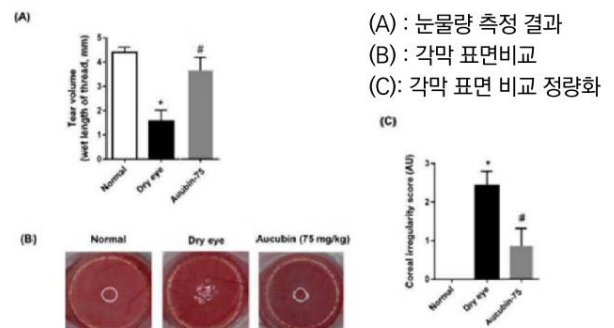 (A)
Tear volume
(wet length of thread, mm)
5
4
3
2
1
0
*
#
Normal
Dry eye
Aucubin-75
(A) : 눈물량 측정 결과
(B) : 각막 표면비교
(C): 각막 표면 비교 정량화
(C)
Coreal irregularity score (AU)
3
2
1
0
*
#
Normal
Dry eye
Aucubin-75
(B)
Normal
Dry eye
Aucubin (75 mg/kg)